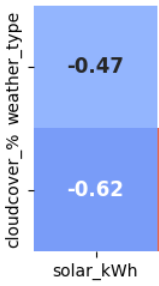 weather_type
-0.47
cloudcover_%
-0.62
solar_kWh